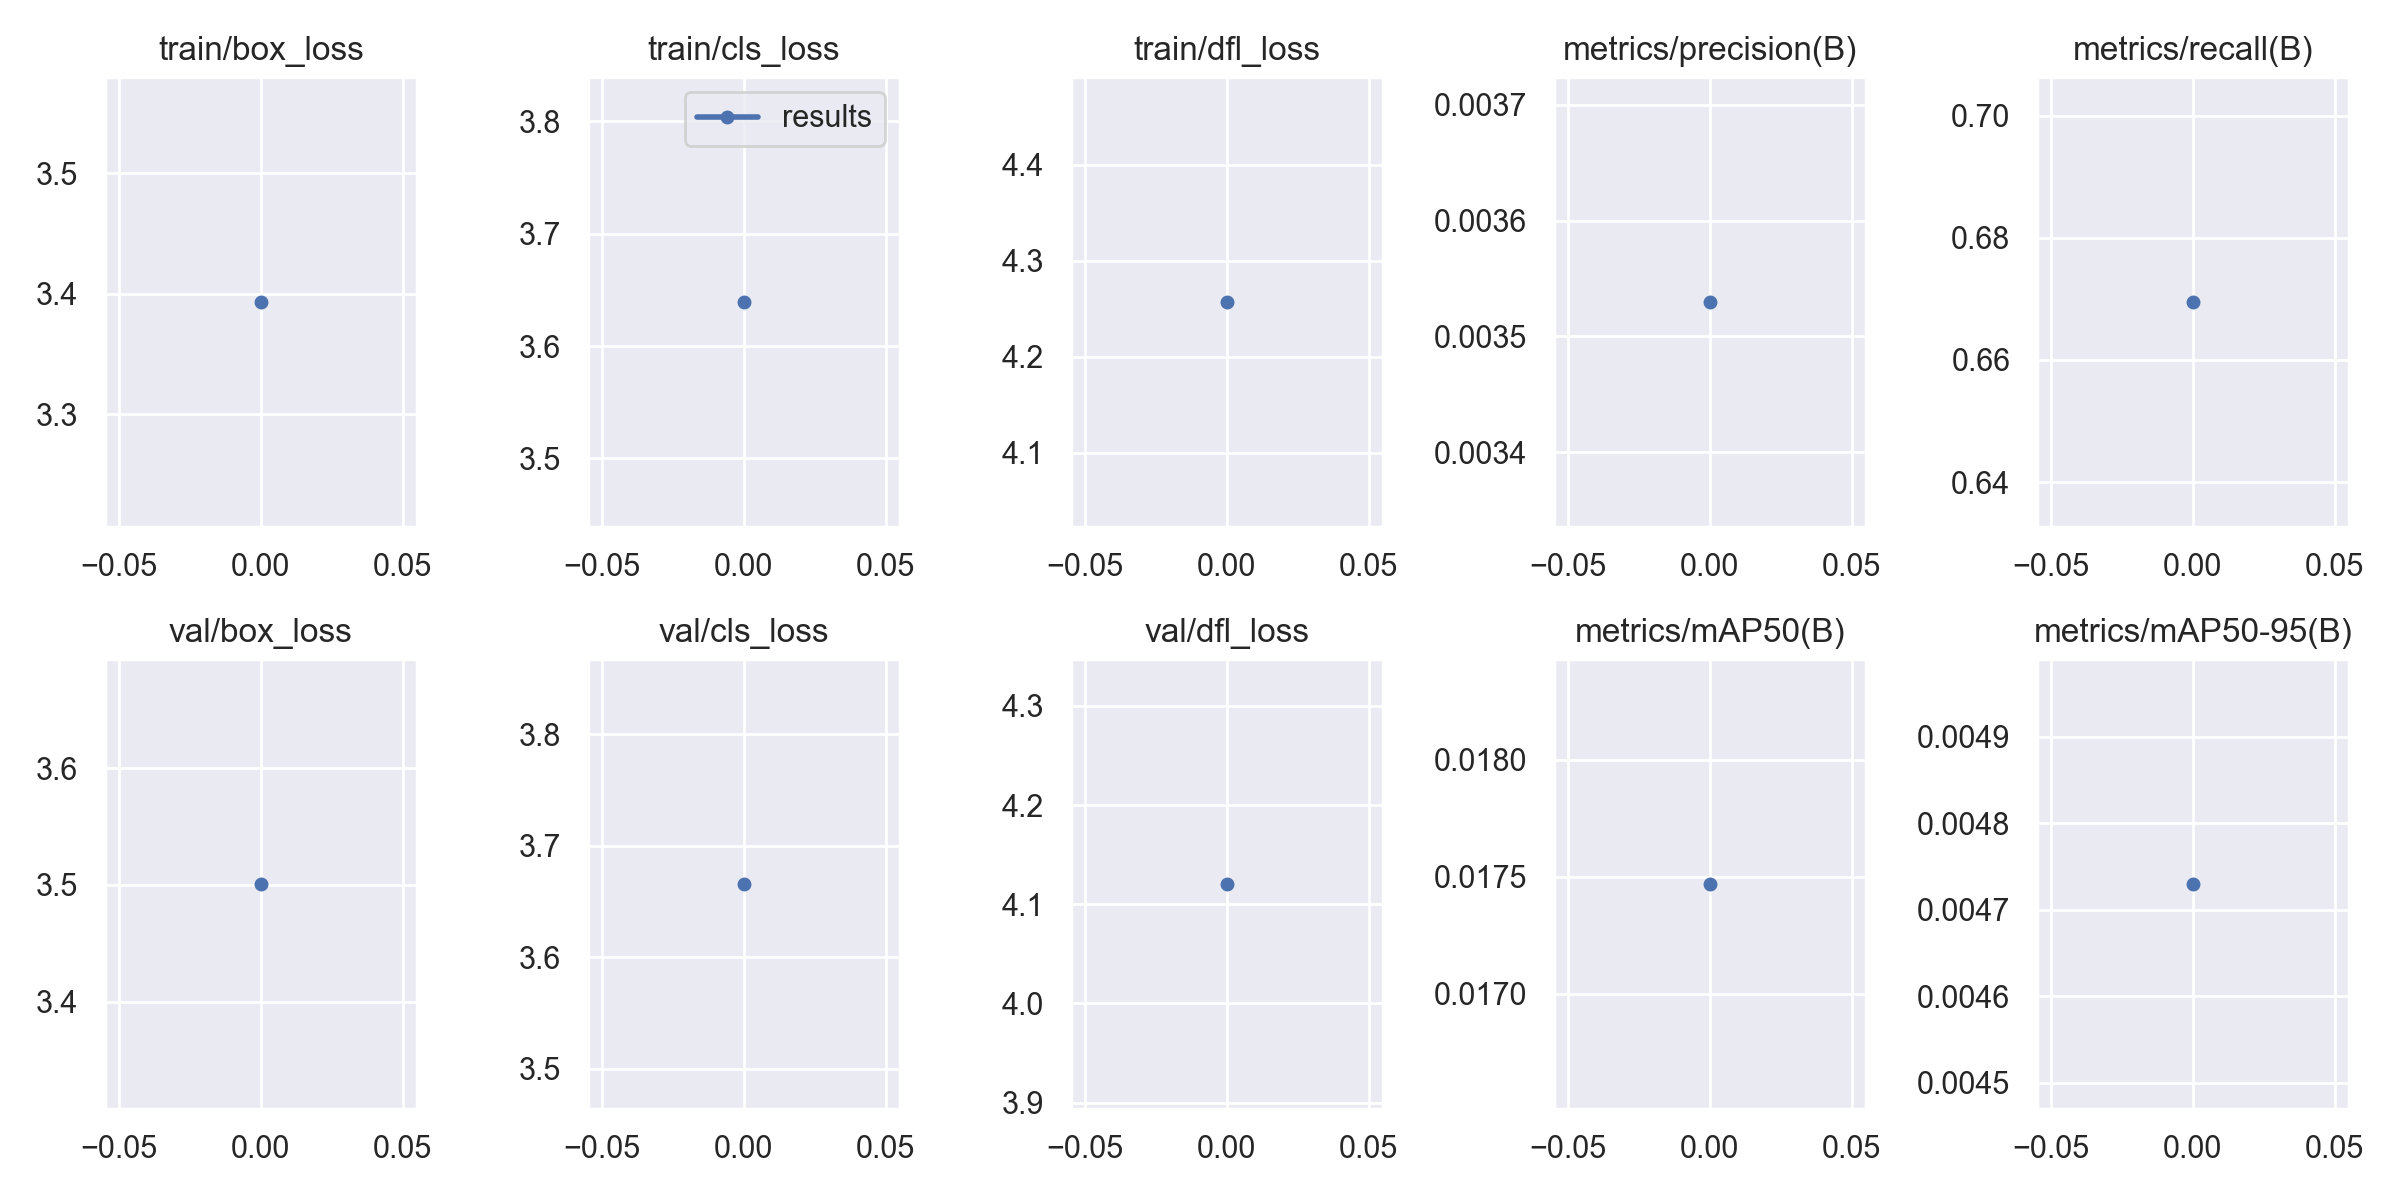 train/box_loss
train/cls_loss
train/dfl_loss
metrics/precision(B)
metrics/recall(B)
3.5
3.4
3.3
−0.05 0.00 0.05
results
3.8
3.7
3.6
3.5
−0.05 0.00 0.05
4.4
4.3
4.2
4.1
−0.05 0.00 0.05
0.0037
0.0036
0.0035
0.0034
−0.05 0.00 0.05
0.70
0.68
0.66
0.64
−0.05 0.00 0.05
val/box_loss
val/cls_loss
val/dfl_loss
metrics/mAP50(B)
metrics/mAP50-95(B)
3.6
3.5
3.4
−0.05 0.00 0.05
3.8
3.7
3.6
3.5
−0.05 0.00 0.05
4.3
4.2
4.1
4.0
3.9
−0.05 0.00 0.05
0.0180
0.0175
0.0170
−0.05 0.00 0.05
0.0049
0.0048
0.0047
0.0046
0.0045
−0.05 0.00 0.05